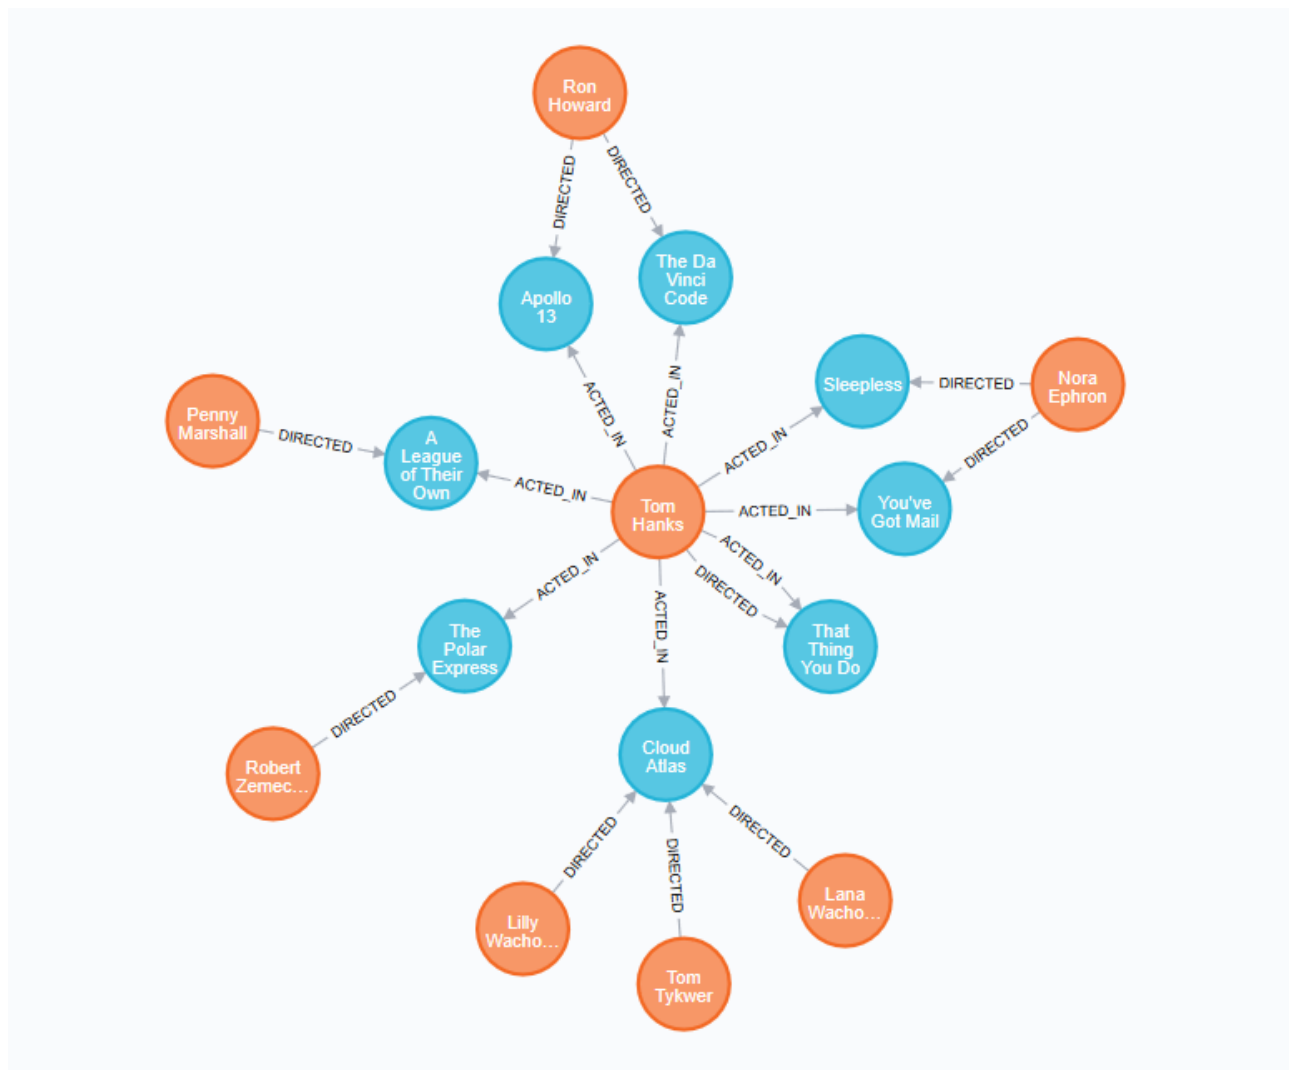 Ron
Howard
DIRECTED
DIRECTED
The Da
Vinci
Code
Apollo
13
ACTED_IN
ACTED_IN
Sleepless
DIRECTED
Nora
Ephron
Penny
Marshall
DIRECTED
A
League
of Their
Own
ACTED_IN
ACTED_IN
DIRECTED
Tom
Hanks
ACTED_IN
You've
Got Mail
ACTED_IN
ACTED_IN
DIRECTED
ACTED_IN
The
Polar
Express
That
Thing
You Do
DIRECTED
Robert
Zemec...
Cloud
Atlas
DIRECTED
DIRECTED
DIRECTED
Lilly
Wacho...
Tom
Tykwer
Lana
Wacho...